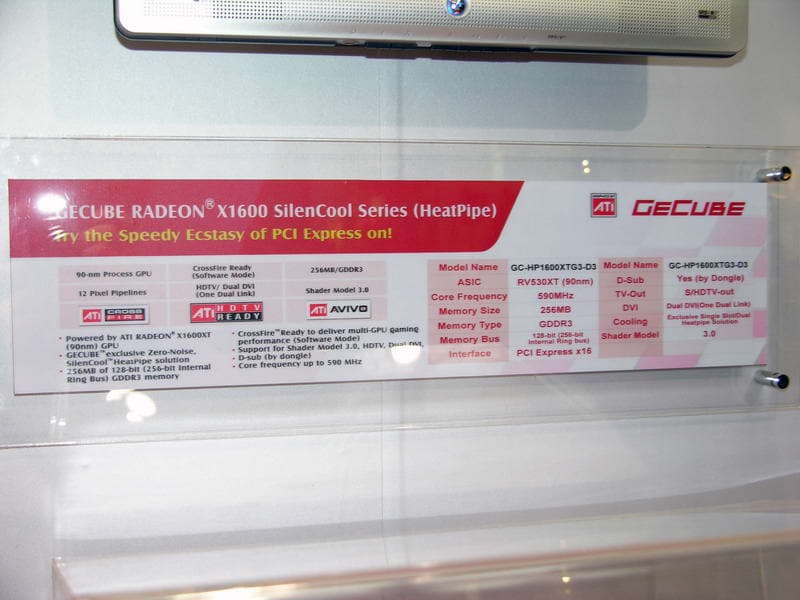 GECUBE RADEON® X1600 SilenCool Series (HeatPipe)
Try the Speedy Ecstasy of PCI Express on!
ATi
GECUBE
90-nm Process GPU
CrossFire Ready
(Software Mode)
256MB/GDDR3
12 Pixel Pipelines
HDTV/ Dual DVI
(One Dual Link)
Shader Model 3.0
ATi CROSS FIRE
ATi HDTV READY
ATi AVIVO
• Powered by ATI RADEON® X1600XT
(90nm) GPU
• GECUBE™exclusive Zero-Noise,
SilenCool™HeatPipe solution
• 256MB of 128-bit (256-bit Internal
Ring Bus) GDDR3 memory
• CrossFire™Ready to deliver multi-GPU gaming
performance (Software Mode)
• Support for Shader Model 3.0, HDTV, Dual DVI,
• D-sub (by dongle)
• Core frequency up to 590 MHz
Model Name GC-HP1600XTG3-D3
ASIC RV530XT (90nm)
Core Frequency 590MHz
Memory Size 256MB
Memory Type GDDR3
Memory Bus 128-bit (256-bit
Internal Ring bus)
Interface PCI Express x16
Model Name GC-HP1600XTG3-D3
D-Sub Yes (by Dongle)
TV-Out S/HDTV-out
DVI Dual DVI(One Dual Link)
Cooling Exclusive Single Slot/Dual
Heatpipe Solution
Shader Model 3.0